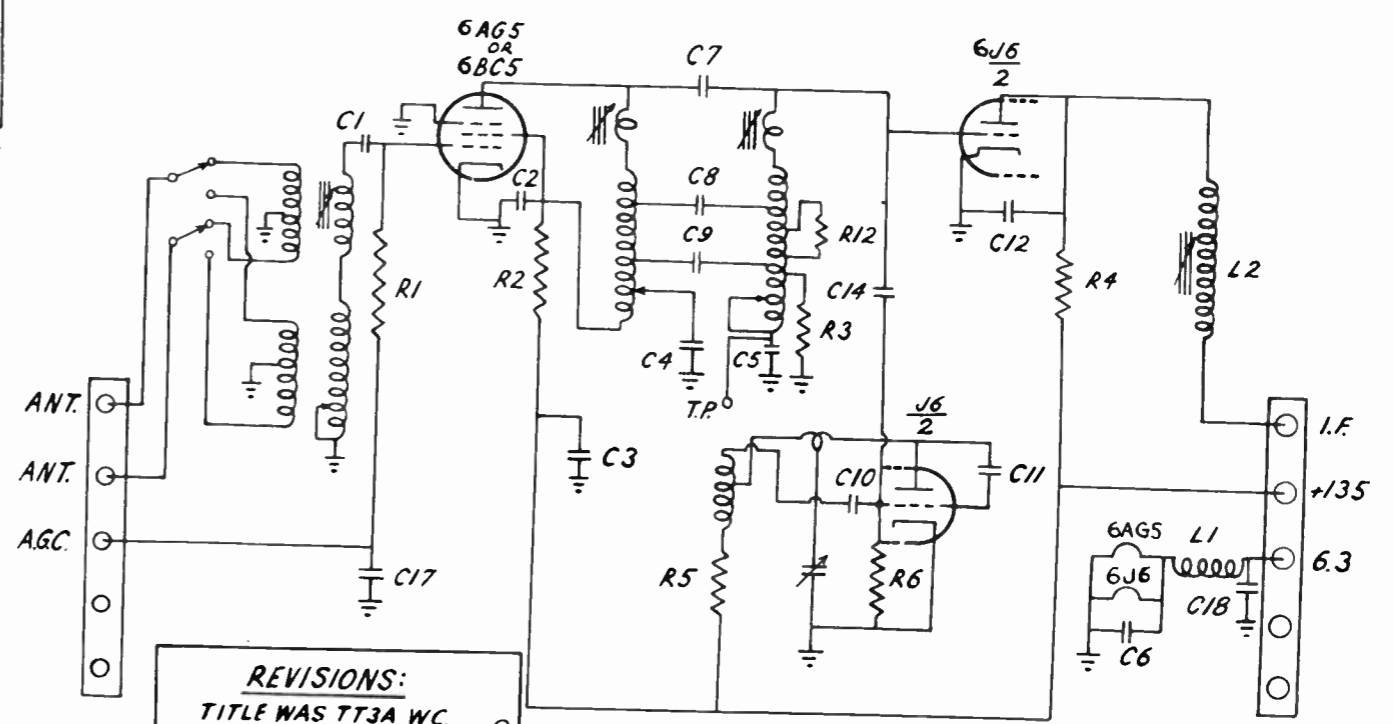 6AG5
OR
6BC5
C7
6J6
2
C1
C2
C8
C9
R12
C12
R1
R2
C14
R3
R4
L2
C4
C5
T.P.
ANT.
ANT.
A.G.C.
J6
2
I.F.
+135
6.3
C3
C10
C11
R5
R6
C17
6AG5
L1
6J6
C18
C6
REVISIONS:
TITLE WAS TT3A WC